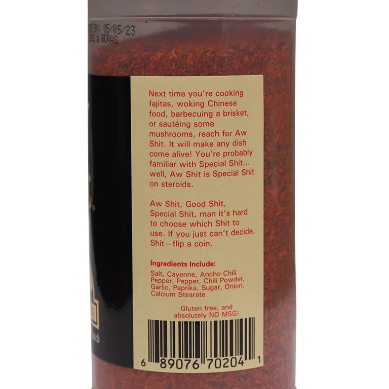 05/05/23
Next time you're cooking
fajitas, woking Chinese
food, barbecuing a brisket,
or sautéing some
mushrooms, reach for Aw
Shit. It will make any dish
come alive! You're probably
familiar with Special Shit...
well, Aw Shit is Special Shit
on steroids.
Aw Shit, Good Shit,
Special Shit, man it's hard
to choose which Shit to
use. If you just can't decide,
Shit—flip a coin.
Ingredients Include:
Salt, Cayenne, Ancho Chili
Pepper, Pepper, Chili Powder,
Garlic, Paprika, Sugar, Onion,
Calcium Stearate
Gluten free, and
absolutely NO MSG!
6 89076 70204 1